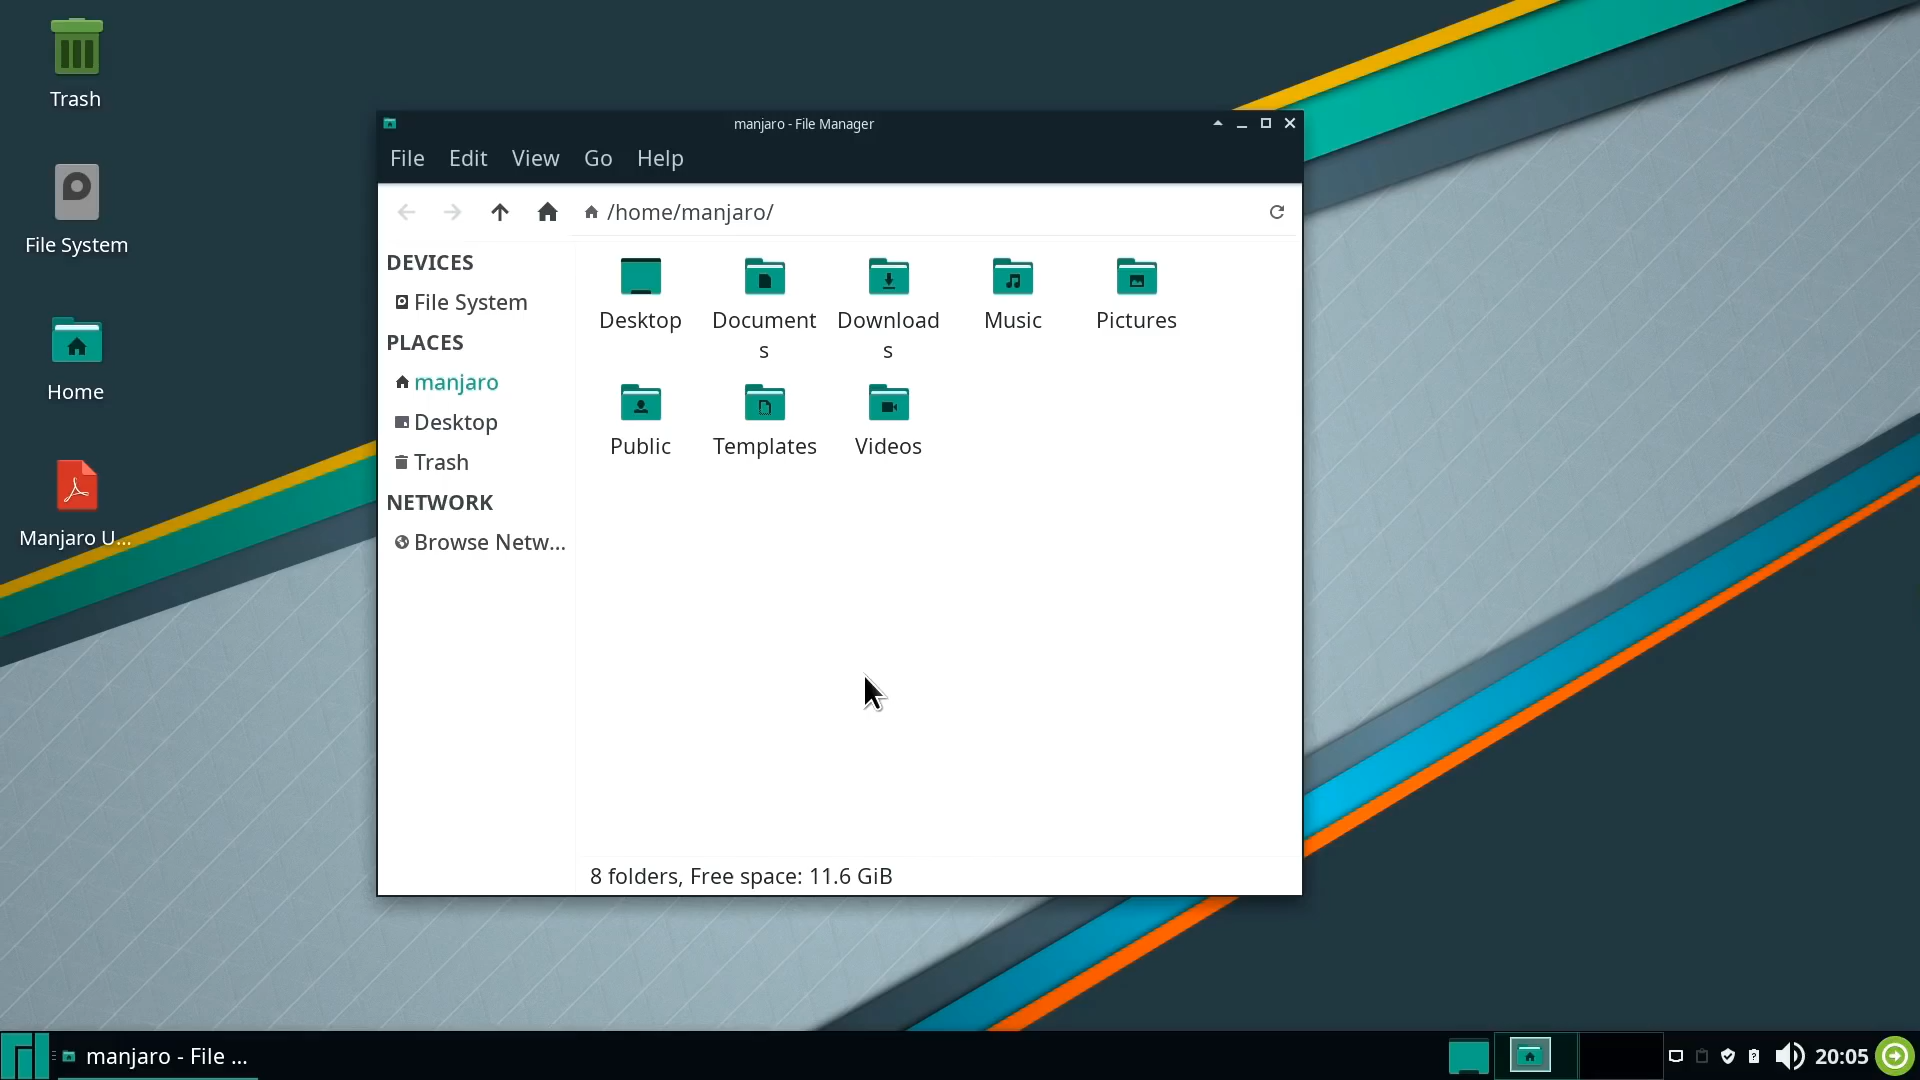 Trash
File System
Home
Manjaro U...
manjaro - File Manager
File Edit View Go Help
/home/manjaro/
DEVICES
File System
PLACES
manjaro
Desktop
Trash
NETWORK
Browse Netw...
Desktop
Document
s
Download
s
Music
Pictures
Public
Templates
Videos
8 folders, Free space: 11.6 GiB
manjaro - File ...
20:05